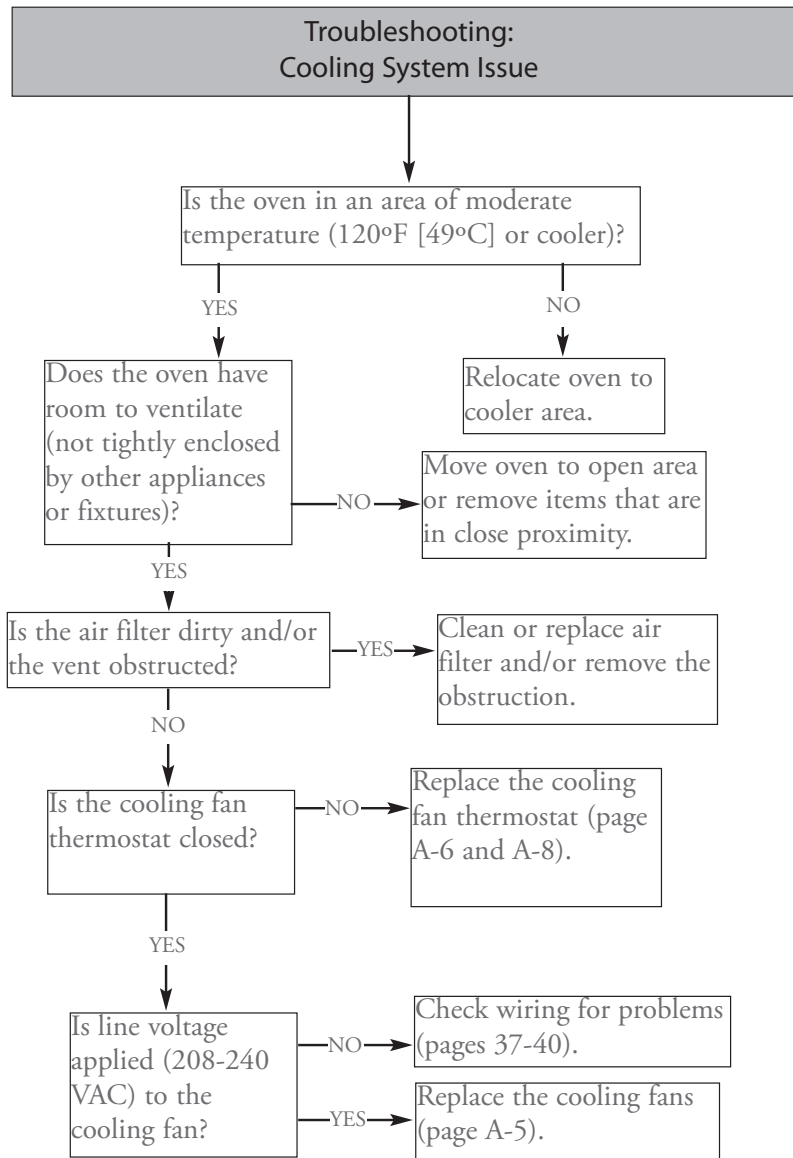 Troubleshooting:
Cooling System Issue
Is the oven in an area of moderate
temperature (120ºF [49ºC] or cooler)?
YES
NO
Does the oven have
room to ventilate
(not tightly enclosed
by other appliances
or fixtures)?
Relocate oven to
cooler area.
NO
Move oven to open area
or remove items that are
in close proximity.
YES
Is the air filter dirty and/or
the vent obstructed?
YES
Clean or replace air
filter and/or remove the
obstruction.
NO
Is the cooling fan
thermostat closed?
NO
Replace the cooling
fan thermostat (page
A-6 and A-8).
YES
Is line voltage
applied (208-240
VAC) to the
cooling fan?
NO
Check wiring for problems
(pages 37-40).
YES
Replace the cooling fans
(page A-5).